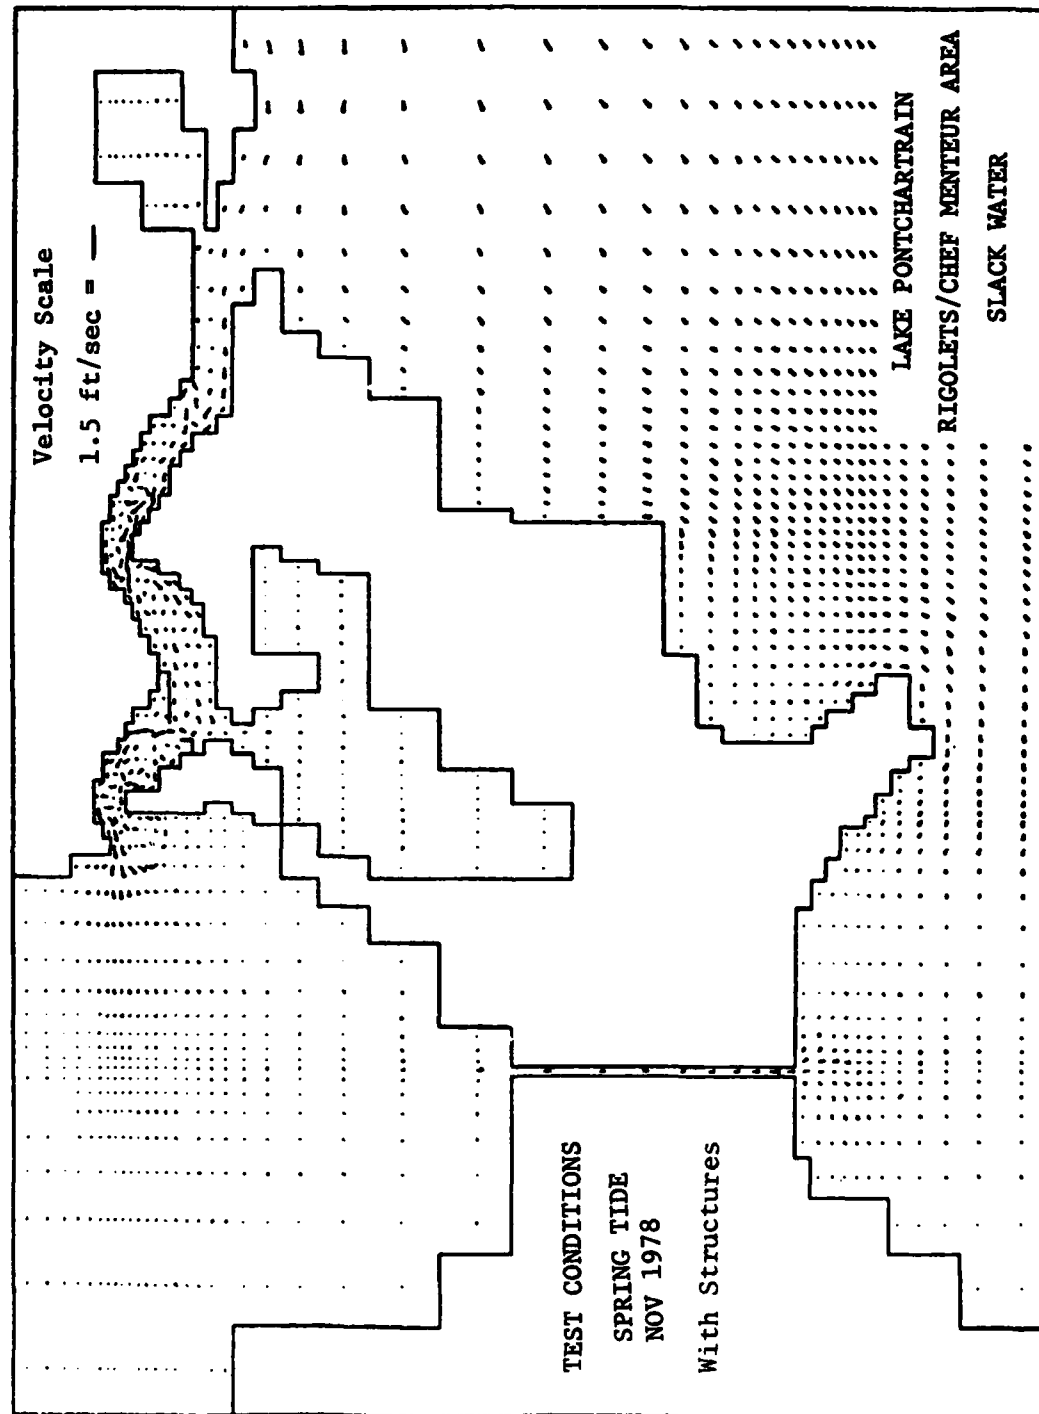 Velocity Scale
1.5 ft/sec =
TEST CONDITIONS
SPRING TIDE
NOV 1978
With Structures
LAKE PONTCHARTRAIN
RIGOLETS/CHEF MENTEUR AREA
SLACK WATER